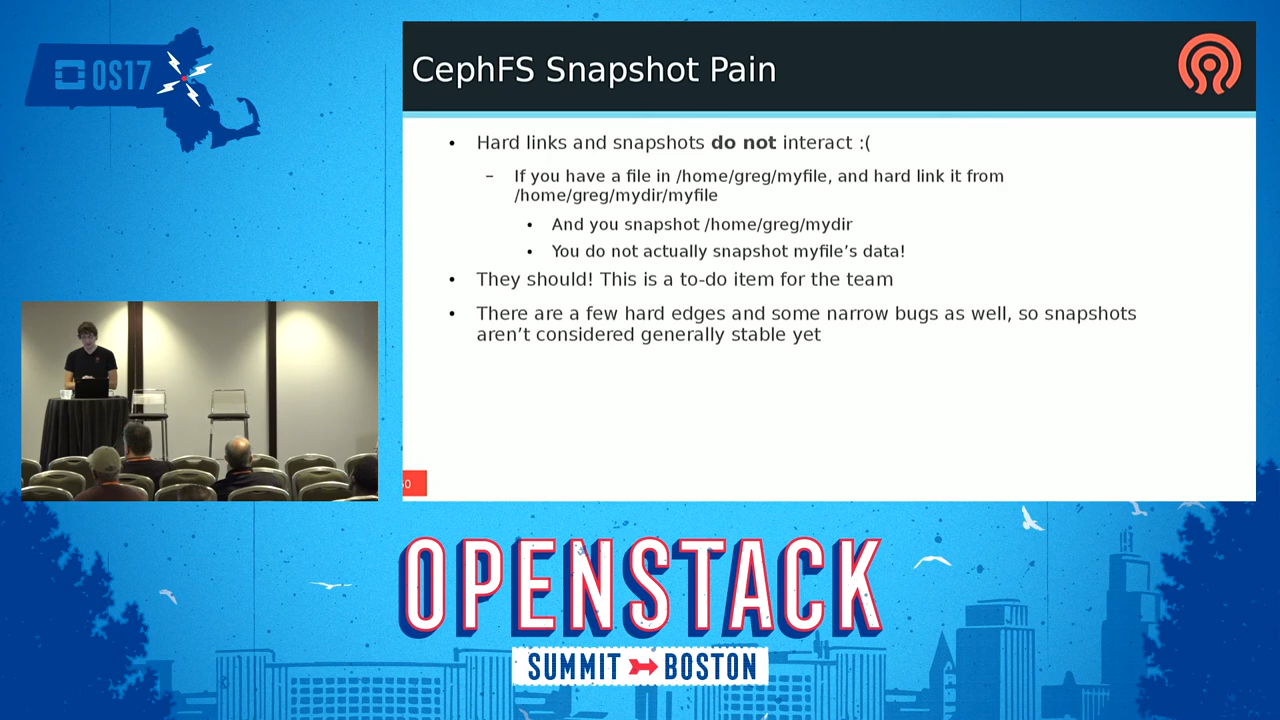 OS17
CephFS Snapshot Pain
• Hard links and snapshots do not interact :(
– If you have a file in /home/greg/myfile, and hard link it from
/home/greg/mydir/myfile
• And you snapshot /home/greg/mydir
• You do not actually snapshot myfile’s data!
• They should! This is a to-do item for the team
• There are a few hard edges and some narrow bugs as well, so snapshots
aren’t considered generally stable yet
OPENSTACK
SUMMIT BOSTON